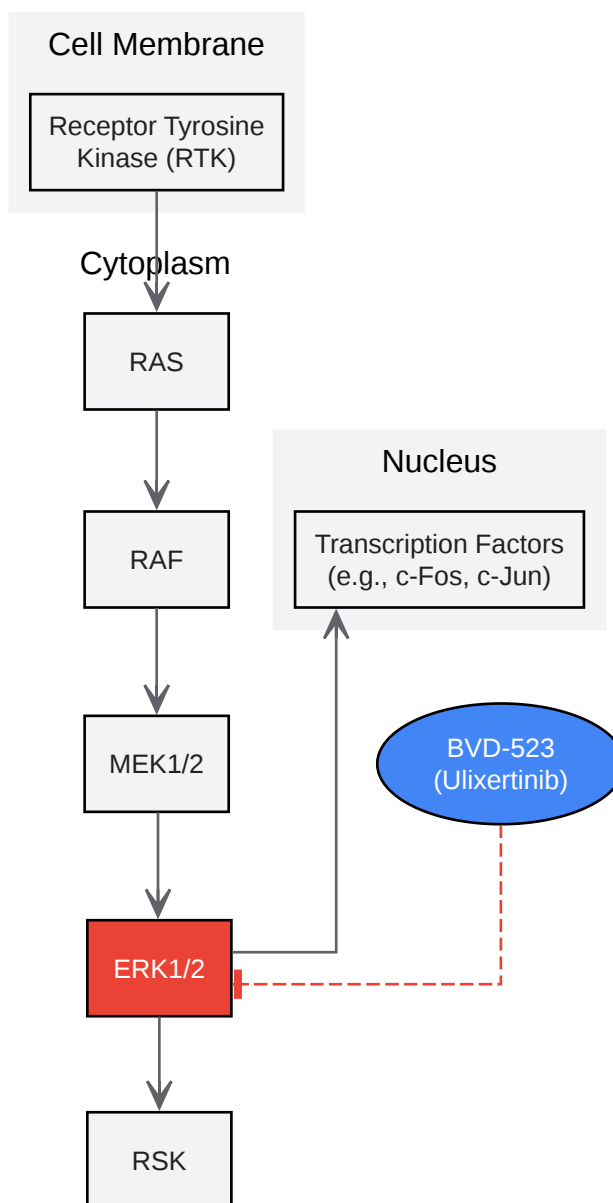 Cell Membrane
Receptor Tyrosine
Kinase (RTK)
Cytoplasm
RAS
RAF
Nucleus
Transcription Factors
(e.g., c-Fos, c-Jun)
MEK1/2
BVD-523
(Ulixertinib)
ERK1/2
RSK